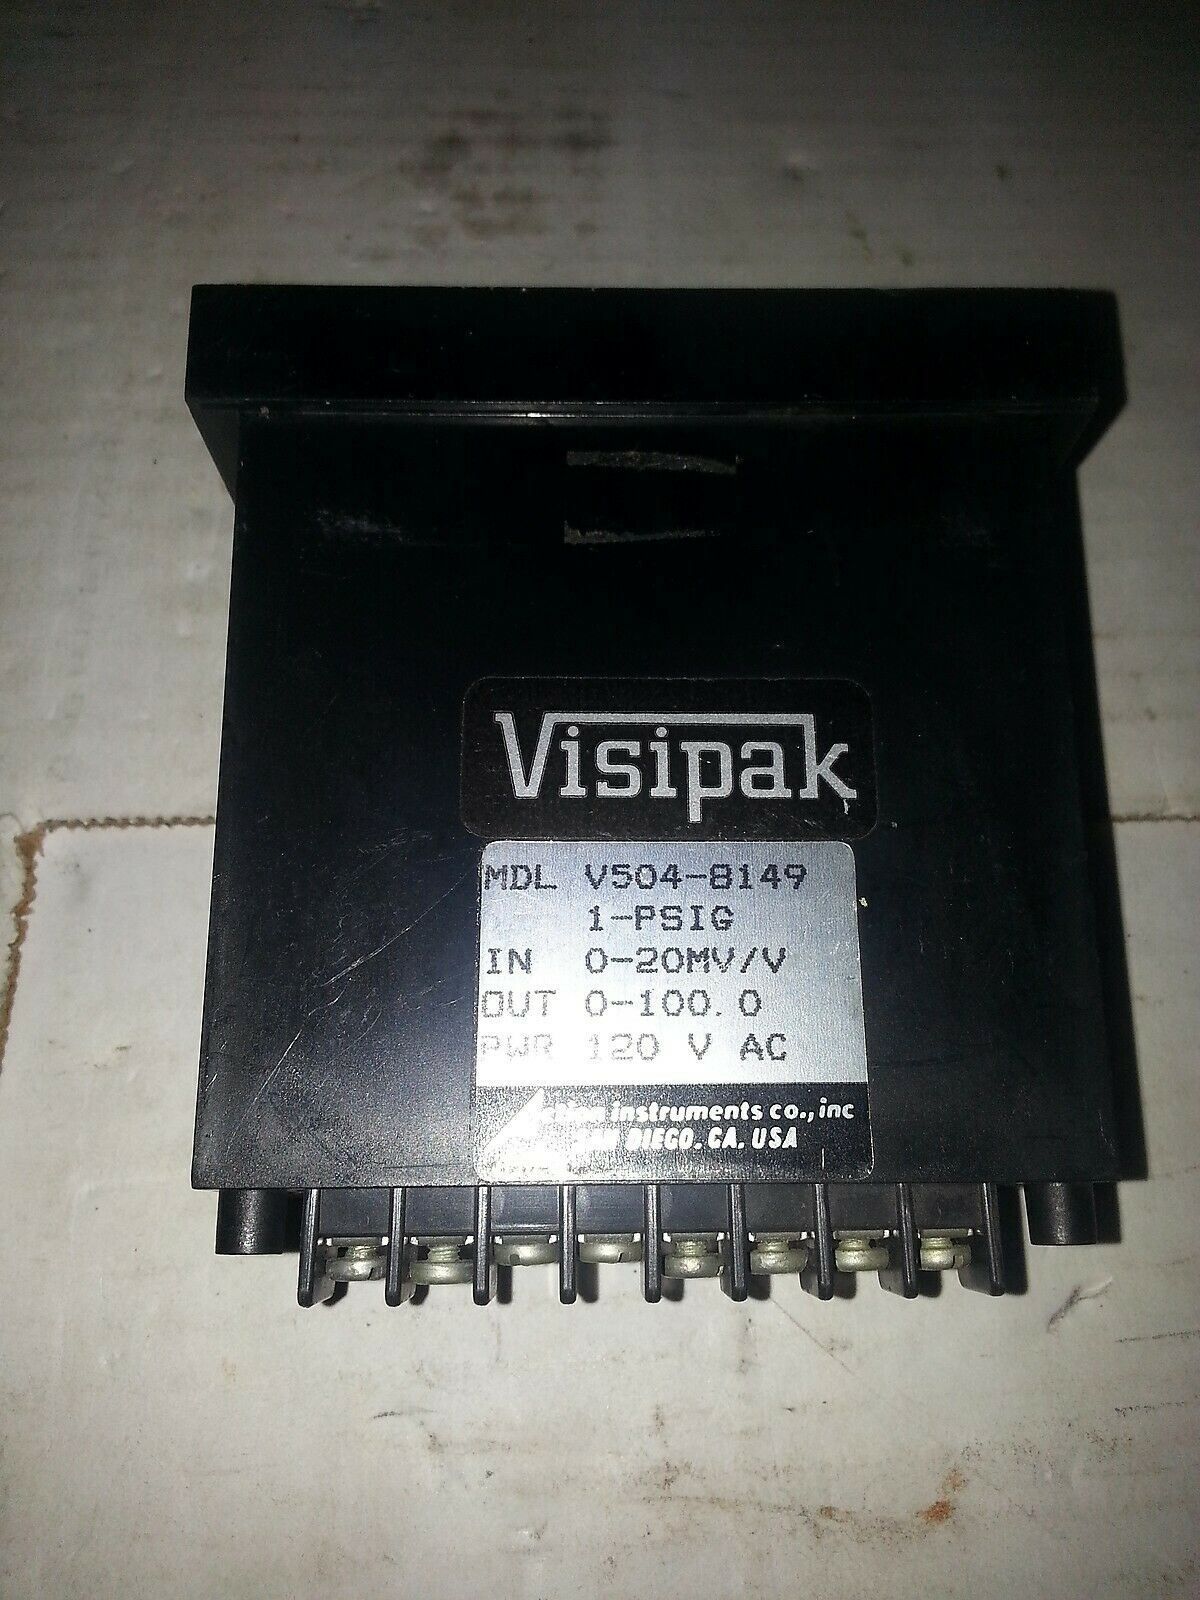 Visipak
MDL V504-8149
1-PSIG
IN 0-20MV/V
OUT 0-100.0
PWR 120 V AC
instruments co., inc
SAN DIEGO, CA. USA